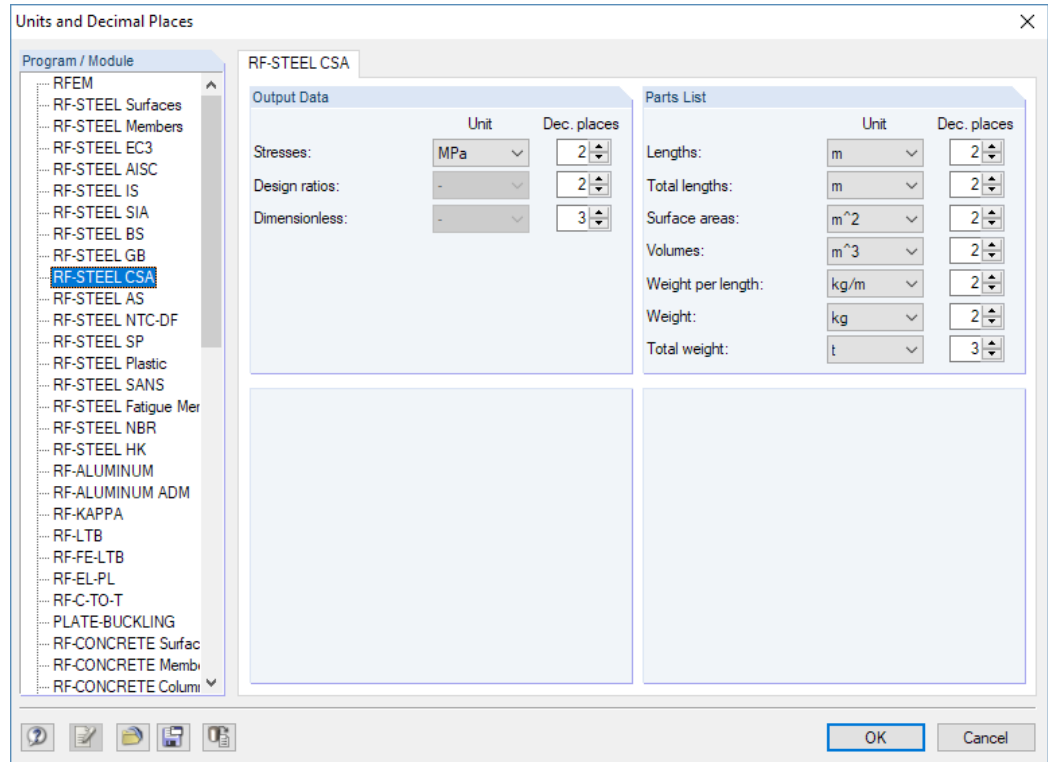 Units and Decimal Places
Program / Module
RFEM
RF-STEEL Surfaces
RF-STEEL Members
RF-STEEL EC3
RF-STEEL AISC
RF-STEEL IS
RF-STEEL SIA
RF-STEEL BS
RF-STEEL GB
RF-STEEL CSA
RF-STEEL AS
RF-STEEL NTC-DF
RF-STEEL SP
RF-STEEL Plastic
RF-STEEL SANS
RF-STEEL Fatigue Mer
RF-STEEL NBR
RF-STEEL HK
RF-ALUMINUM
RF-ALUMINUM ADM
RF-KAPPA
RF-LTB
RF-FE-LTB
RF-EL-PL
RF-C-TO-T
PLATE-BUCKLING
RF-CONCRETE Surfac
RF-CONCRETE Memb
RF-CONCRETE Colum
RF-STEEL CSA
Output Data
Unit Dec. places
Stresses: MPa 2
Design ratios: - 2
Dimensionless: - 3
Parts List
Unit Dec. places
Lengths: m 2
Total lengths: m 2
Surface areas: m^2 2
Volumes: m^3 2
Weight per length: kg/m 2
Weight: kg 2
Total weight: t 3
OK Cancel